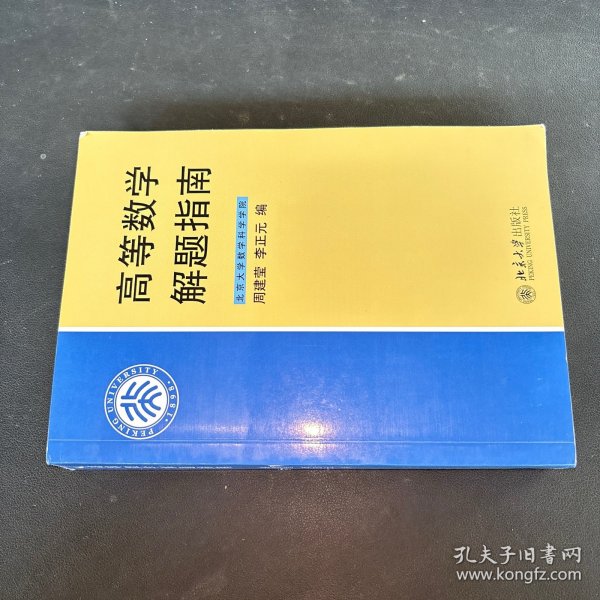 高等数学
解题指南
北京大学数学科学学院
周建莹 李正元 编
北京大学出版社
PEKING UNIVERSITY PRESS
PEKING UNIVERSITY
1898
孔夫子旧书网
www.kongfz.com